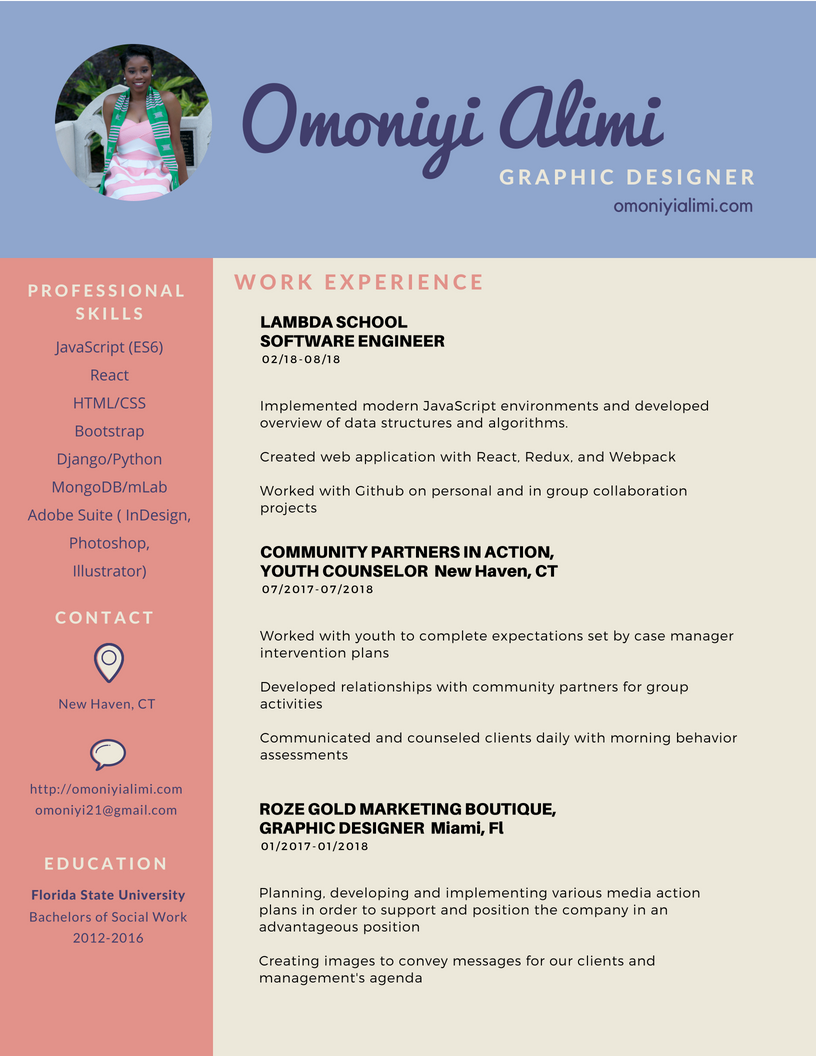 Omoniyi Alimi
GRAPHIC DESIGNER
omoniyialimi.com
PROFESSIONAL
SKILLS
JavaScript (ES6)
React
HTML/CSS
Bootstrap
Django/Python
MongoDB/mLab
Adobe Suite ( InDesign,
Photoshop,
Illustrator)
CONTACT
New Haven, CT
http://omoniyialimi.com
omoniyi21@gmail.com
EDUCATION
Florida State University
Bachelors of Social Work
2012-2016
WORK EXPERIENCE
LAMBDA SCHOOL
SOFTWARE ENGINEER
02/18-08/18
Implemented modern JavaScript environments and developed
overview of data structures and algorithms.
Created web application with React, Redux, and Webpack
Worked with Github on personal and in group collaboration
projects
COMMUNITY PARTNERS IN ACTION,
YOUTH COUNSELOR New Haven, CT
07/2017-07/2018
Worked with youth to complete expectations set by case manager
intervention plans
Developed relationships with community partners for group
activities
Communicated and counseled clients daily with morning behavior
assessments
ROZE GOLD MARKETING BOUTIQUE,
GRAPHIC DESIGNER Miami, Fl
01/2017-01/2018
Planning, developing and implementing various media action
plans in order to support and position the company in an
advantageous position
Creating images to convey messages for our clients and
management's agenda